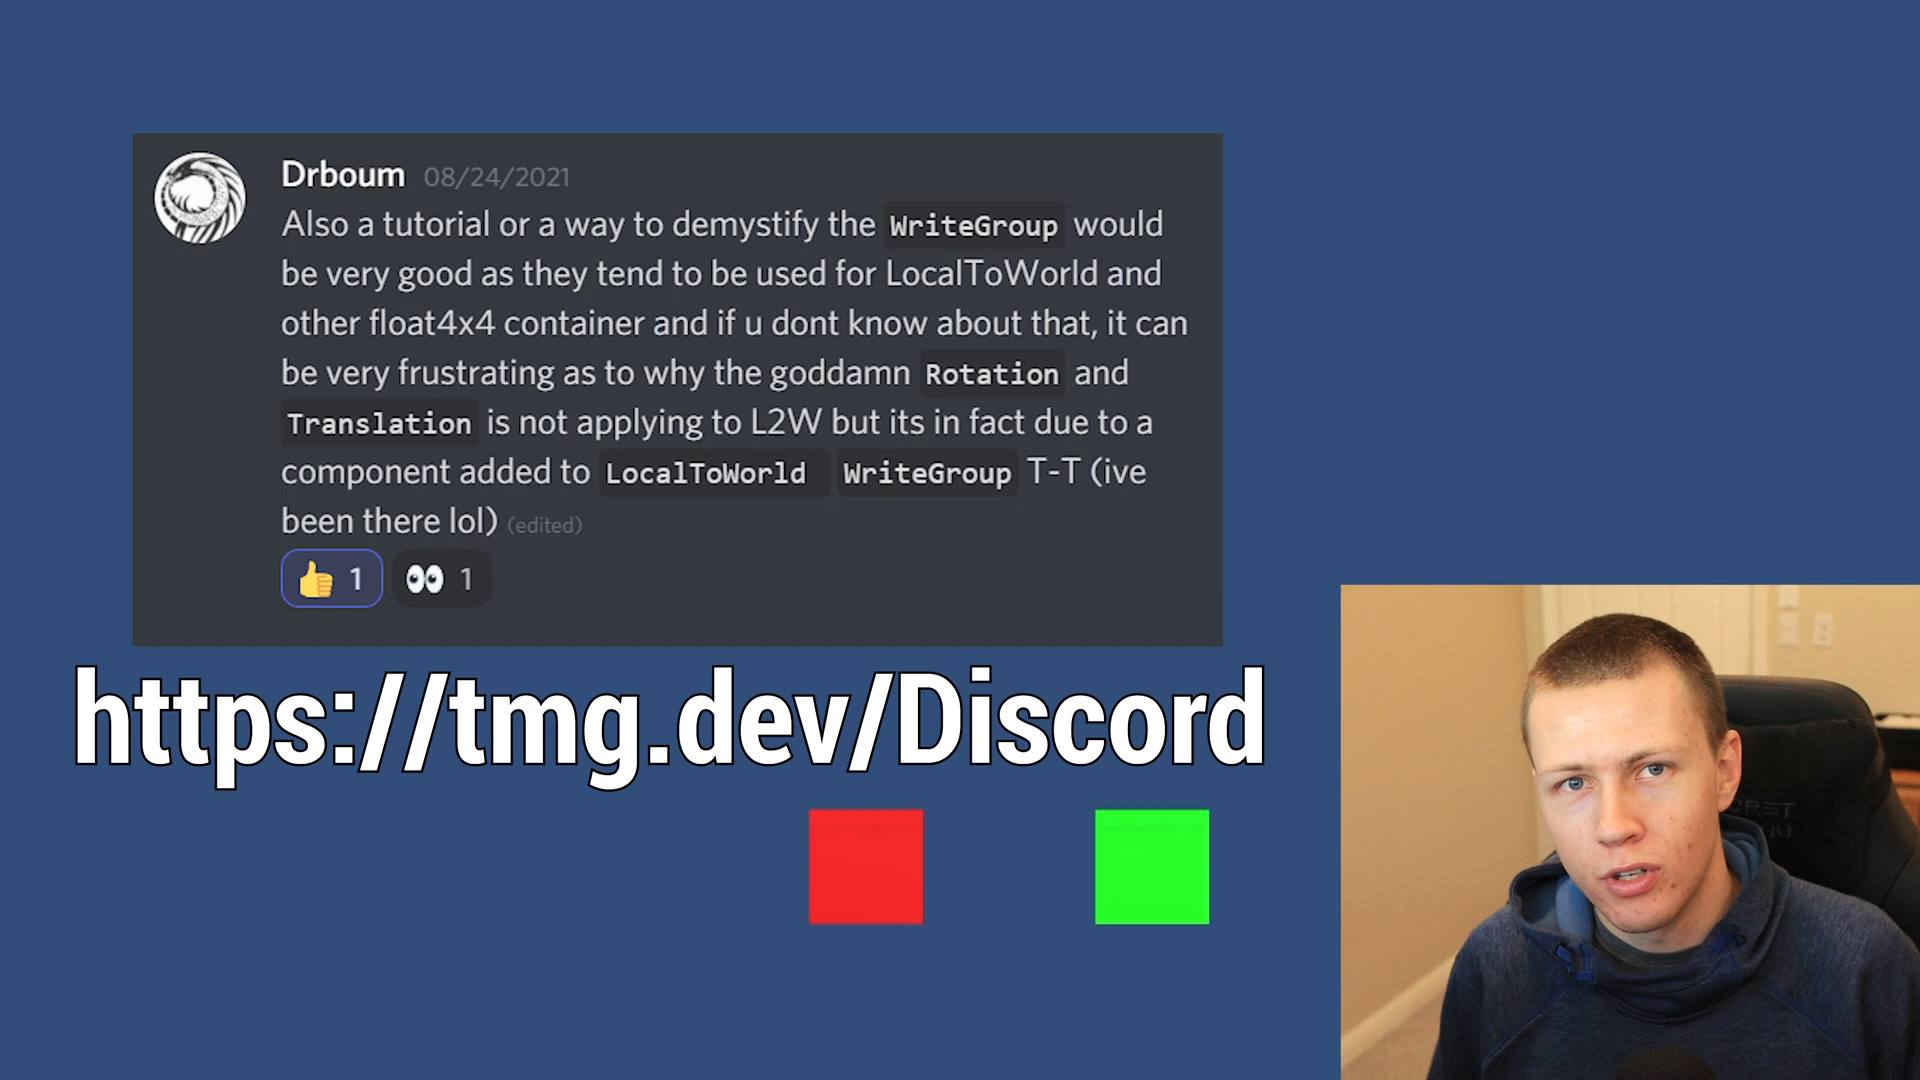 Drboum 08/24/2021
Also a tutorial or a way to demystify the WriteGroup would
be very good as they tend to be used for LocalToWorld and
other float4x4 container and if u dont know about that, it can
be very frustrating as to why the goddamn Rotation and
Translation is not applying to L2W but its in fact due to a
component added to LocalToWorld WriteGroup T-T (ive
been there lol) (edited)
1 1
https://tmg.dev/Discord